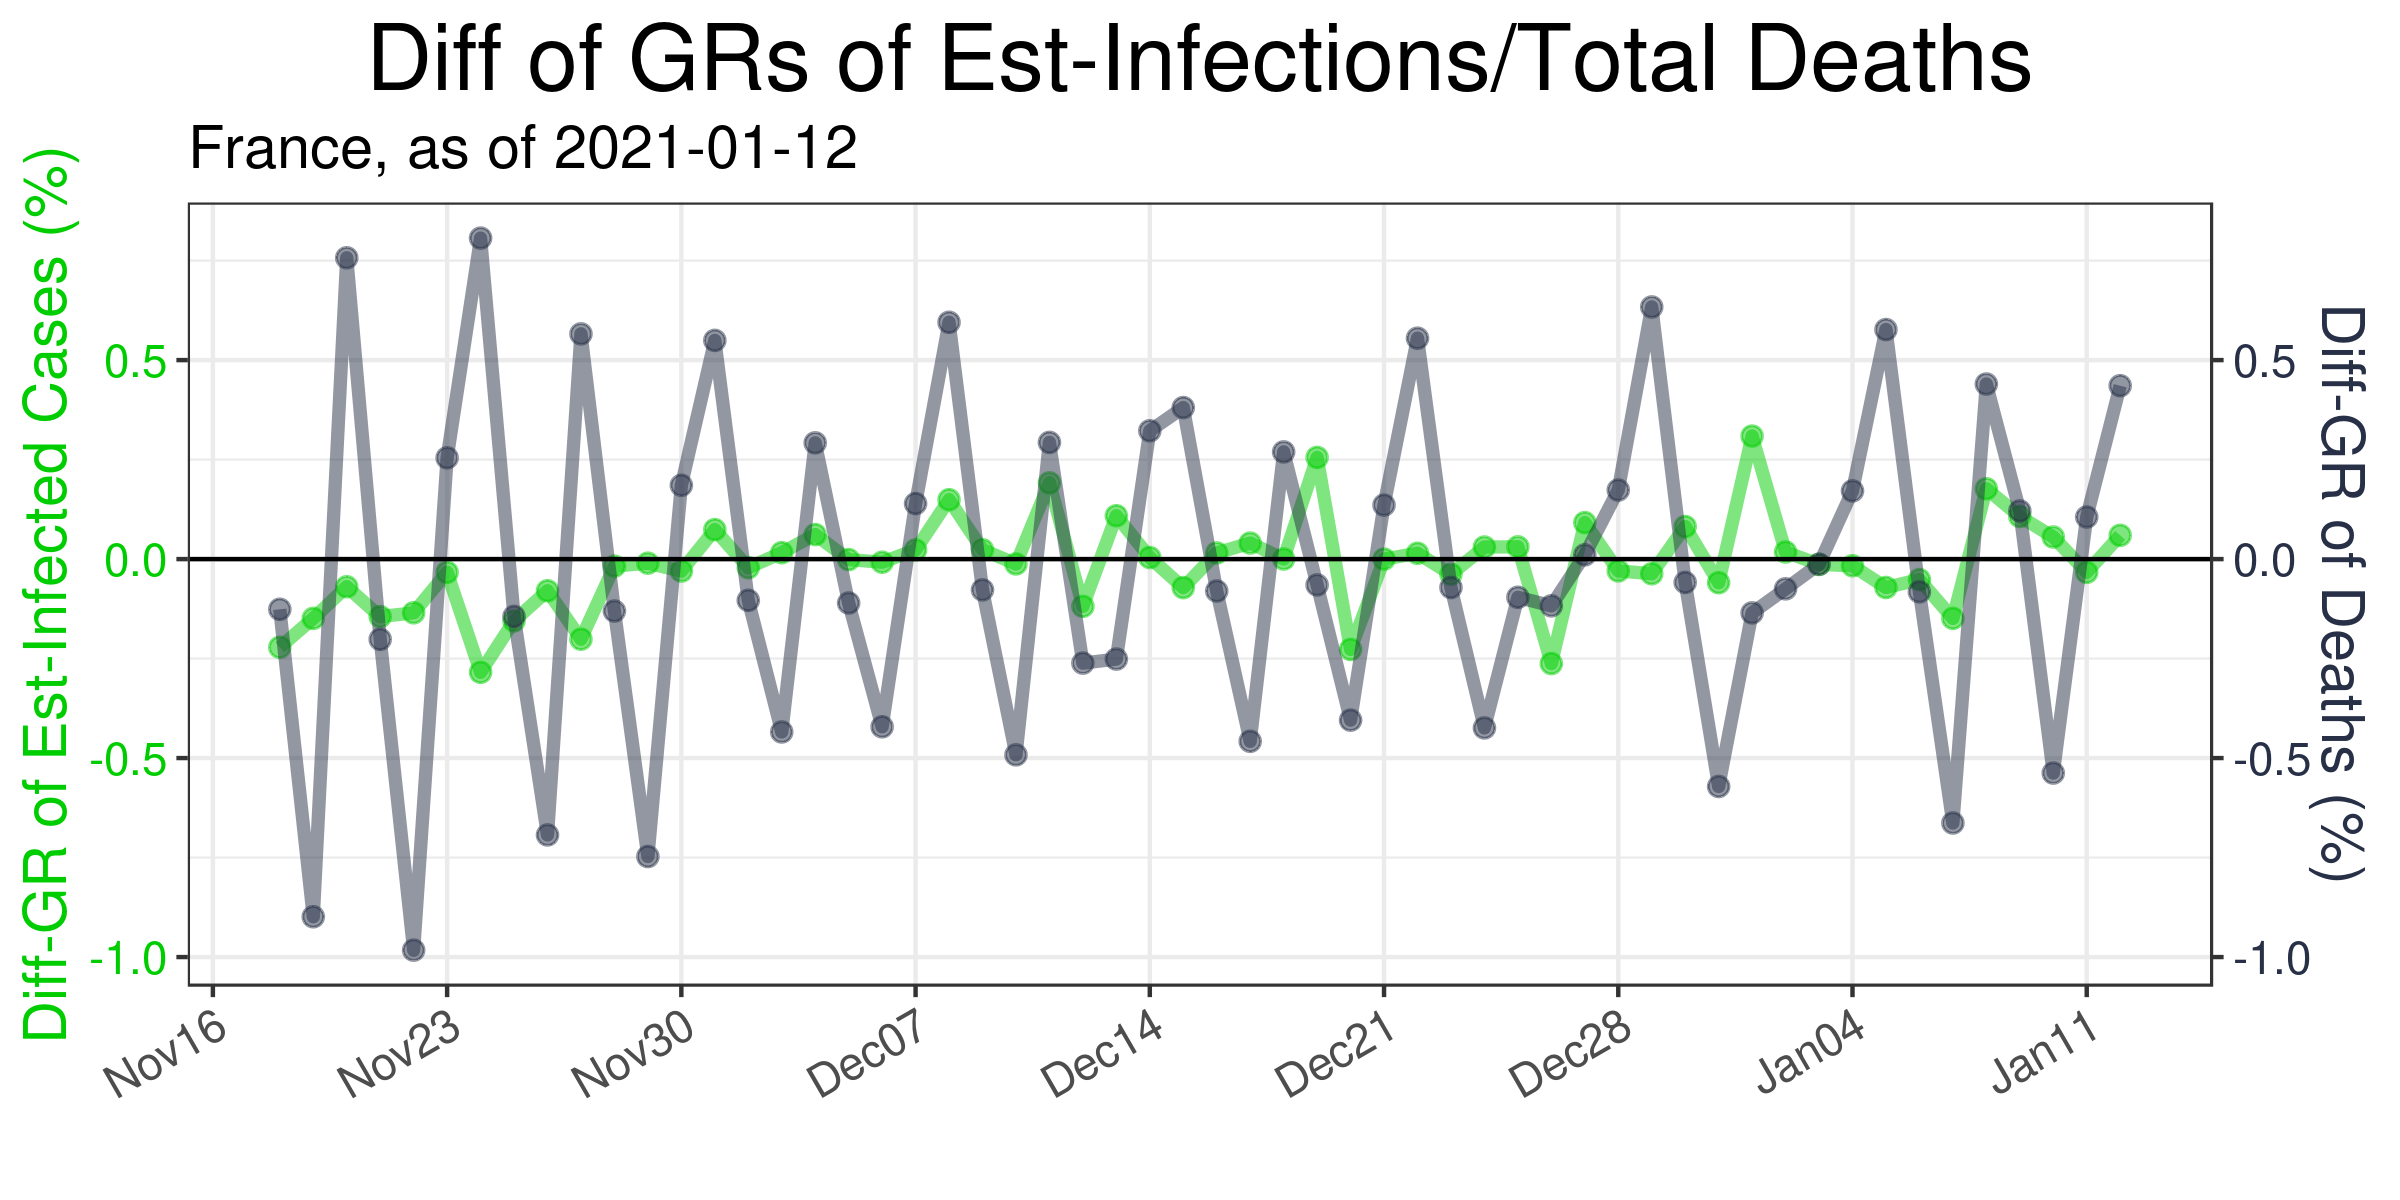 Diff of GRs of Est-Infections/Total Deaths
France, as of 2021-01-12
Diff-GR of Est-Infected Cases (%)
0.5
0.0
-0.5
-1.0
0.5
0.0
-0.5
-1.0
Diff-GR of Deaths (%)
Nov16
Nov23
Nov30
Dec07
Dec14
Dec21
Dec28
Jan04
Jan11